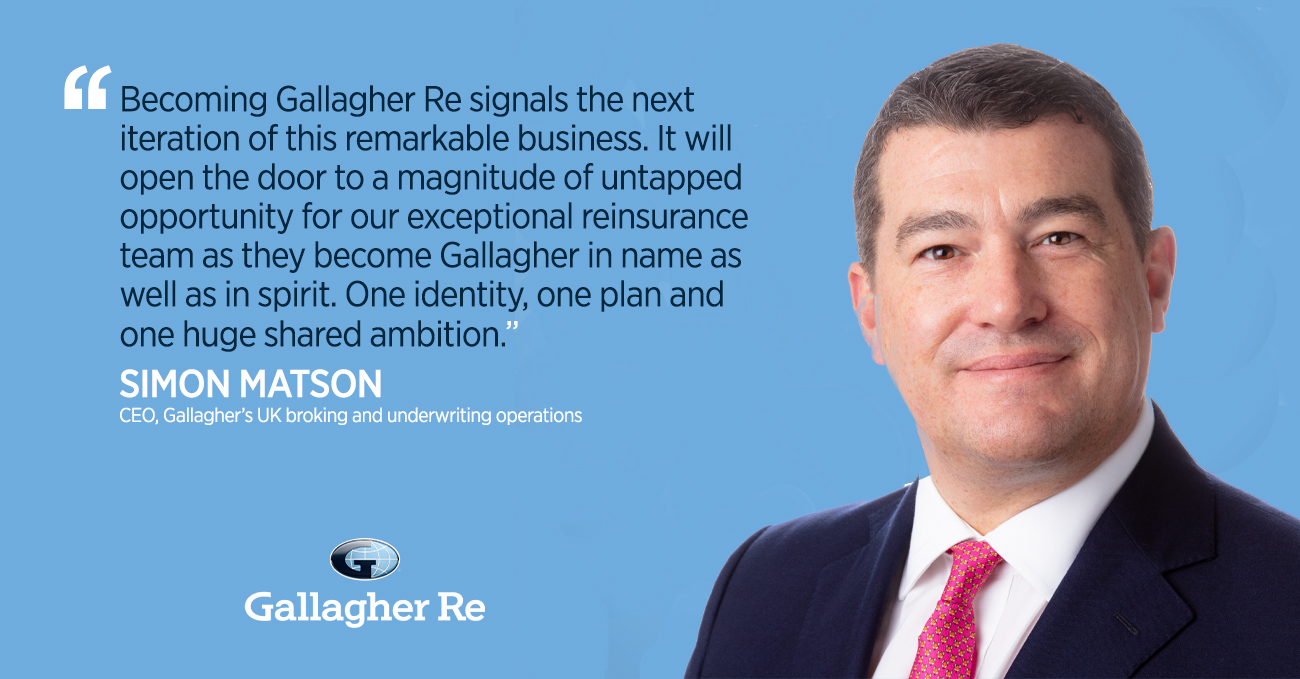 “Becoming Gallagher Re signals the next
iteration of this remarkable business. It will
open the door to a magnitude of untapped
opportunity for our exceptional reinsurance
team as they become Gallagher in name as
well as in spirit. One identity, one plan and
one huge shared ambition.”
SIMON MATSON
CEO, Gallagher’s UK broking and underwriting operations
G
Gallagher Re